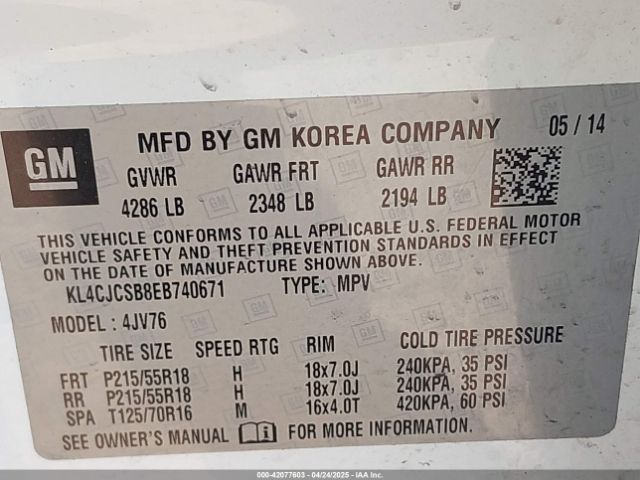 GM
MFD BY GM KOREA COMPANY 05 / 14
GVWR GAWR FRT GAWR RR
4286 LB 2348 LB 2194 LB
THIS VEHICLE CONFORMS TO ALL APPLICABLE U.S. FEDERAL MOTOR
VEHICLE SAFETY AND THEFT PREVENTION STANDARDS IN EFFECT
ON THE DATE OF MANUFACTURE SHOWN ABOVE.
KL4CJCSB8EB740671 TYPE: MPV
MODEL : 4JV76
TIRE SIZE SPEED RTG RIM COLD TIRE PRESSURE
FRT P215/55R18 H 18x7.0J 240KPA, 35 PSI
RR P215/55R18 H 18x7.0J 240KPA, 35 PSI
SPA T125/70R16 M 16x4.0T 420KPA, 60 PSI
SEE OWNER'S MANUAL i FOR MORE INFORMATION.
000-42077603 - 04/24/2025 - IAAI.COM